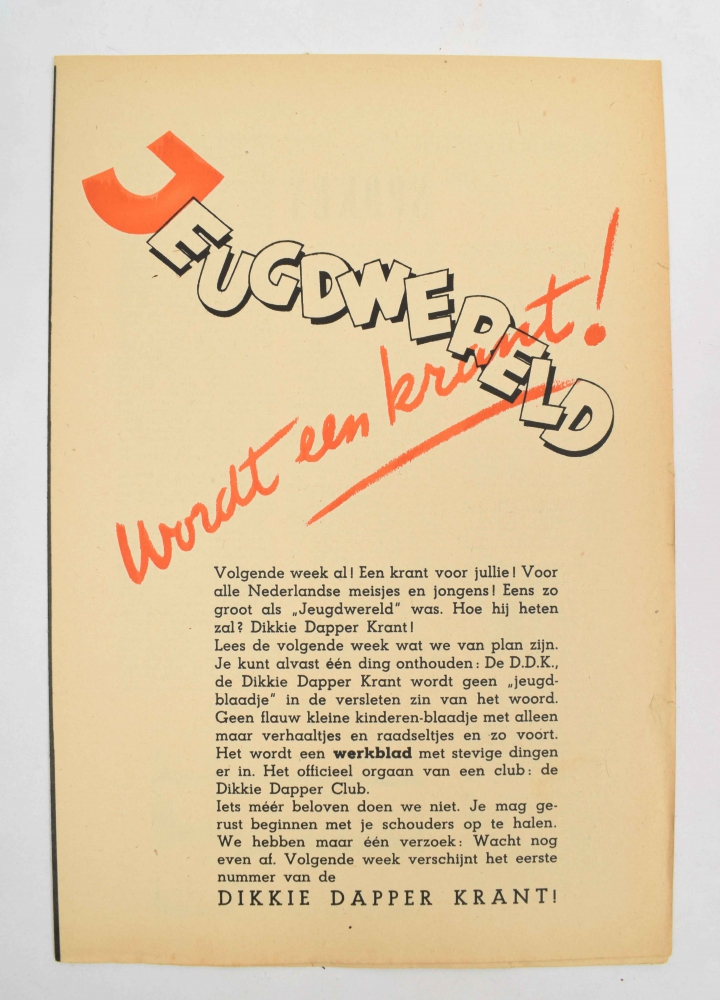 JEUGDWERELD
wordt een krant!
Volgende week al! Een krant voor jullie! Voor
alle Nederlandse meisjes en jongens! Eens zo
groot als „Jeugdwereld” was. Hoe hij heten
zal? Dikkie Dapper Krant!
Lees de volgende week wat we van plan zijn.
Je kunt alvast één ding onthouden: De D.D.K.,
de Dikkie Dapper Krant wordt geen „jeugd-
blaadje” in de versleten zin van het woord.
Geen flauw kleine kinderen-blaadje met alleen
maar verhaaltjes en raadseltjes en zo voort.
Het wordt een werkblad met stevige dingen
er in. Het officieel orgaan van een club: de
Dikkie Dapper Club.
Iets méér beloven doen we niet. Je mag ge-
rust beginnen met je schouders op te halen.
We hebben maar één verzoek: Wacht nog
even af. Volgende week verschijnt het eerste
nummer van de
DIKKIE DAPPER KRANT!